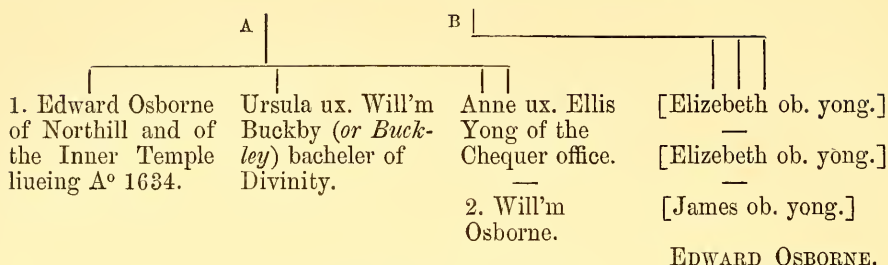 A
B
1. Edward Osborne
of Northill and of
the Inner Temple
liueing Aº 1634.
Ursula ux. Will'm
Buckby (or Buck-
ley) bacheler of
Divinity.
Anne ux. Ellis
Yong of the
Chequer office.
—
2. Will'm
Osborne.
[Elizebeth ob. yong.]
—
[Elizebeth ob. yong.]
—
[James ob. yong.]
EDWARD OSBORNE.